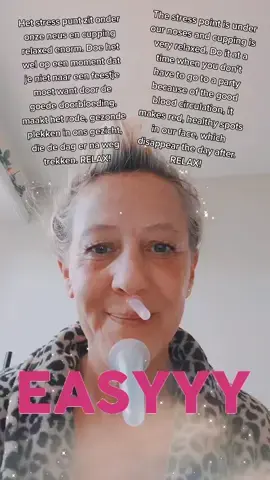 Het stress punt zit onder
onze neus en cupping
relaxed enorm. Doe het
wel op een moment dat
je niet naar een feestje
moet want door de
goede doorbloeding,
maakt het rode, gezonde
plekken in ons gezicht,
die de dag er na weg
trekken. RELAX!
The stress point is under
our noses and cupping is
very relaxed. Do it at a
time when you don't
have to go to a party
because of the good
blood circulation, it
makes red, healthy spots
in our face, which
disappear the day after.
RELAX!
EASYYY